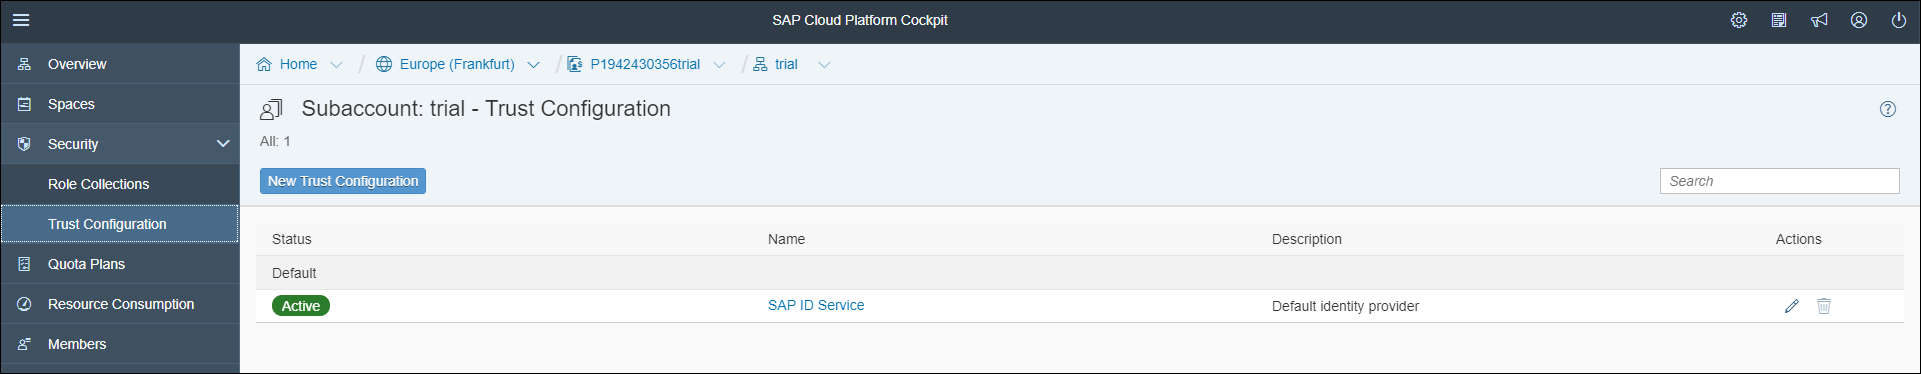 SAP Cloud Platform Cockpit
Overview
Spaces
Security
Role Collections
Trust Configuration
Quota Plans
Resource Consumption
Members
Home / Europe (Frankfurt) / P1942430356trial / trial
Subaccount: trial - Trust Configuration
All: 1
New Trust Configuration
Search
Status Name Description Actions
Default
Active SAP ID Service Default identity provider